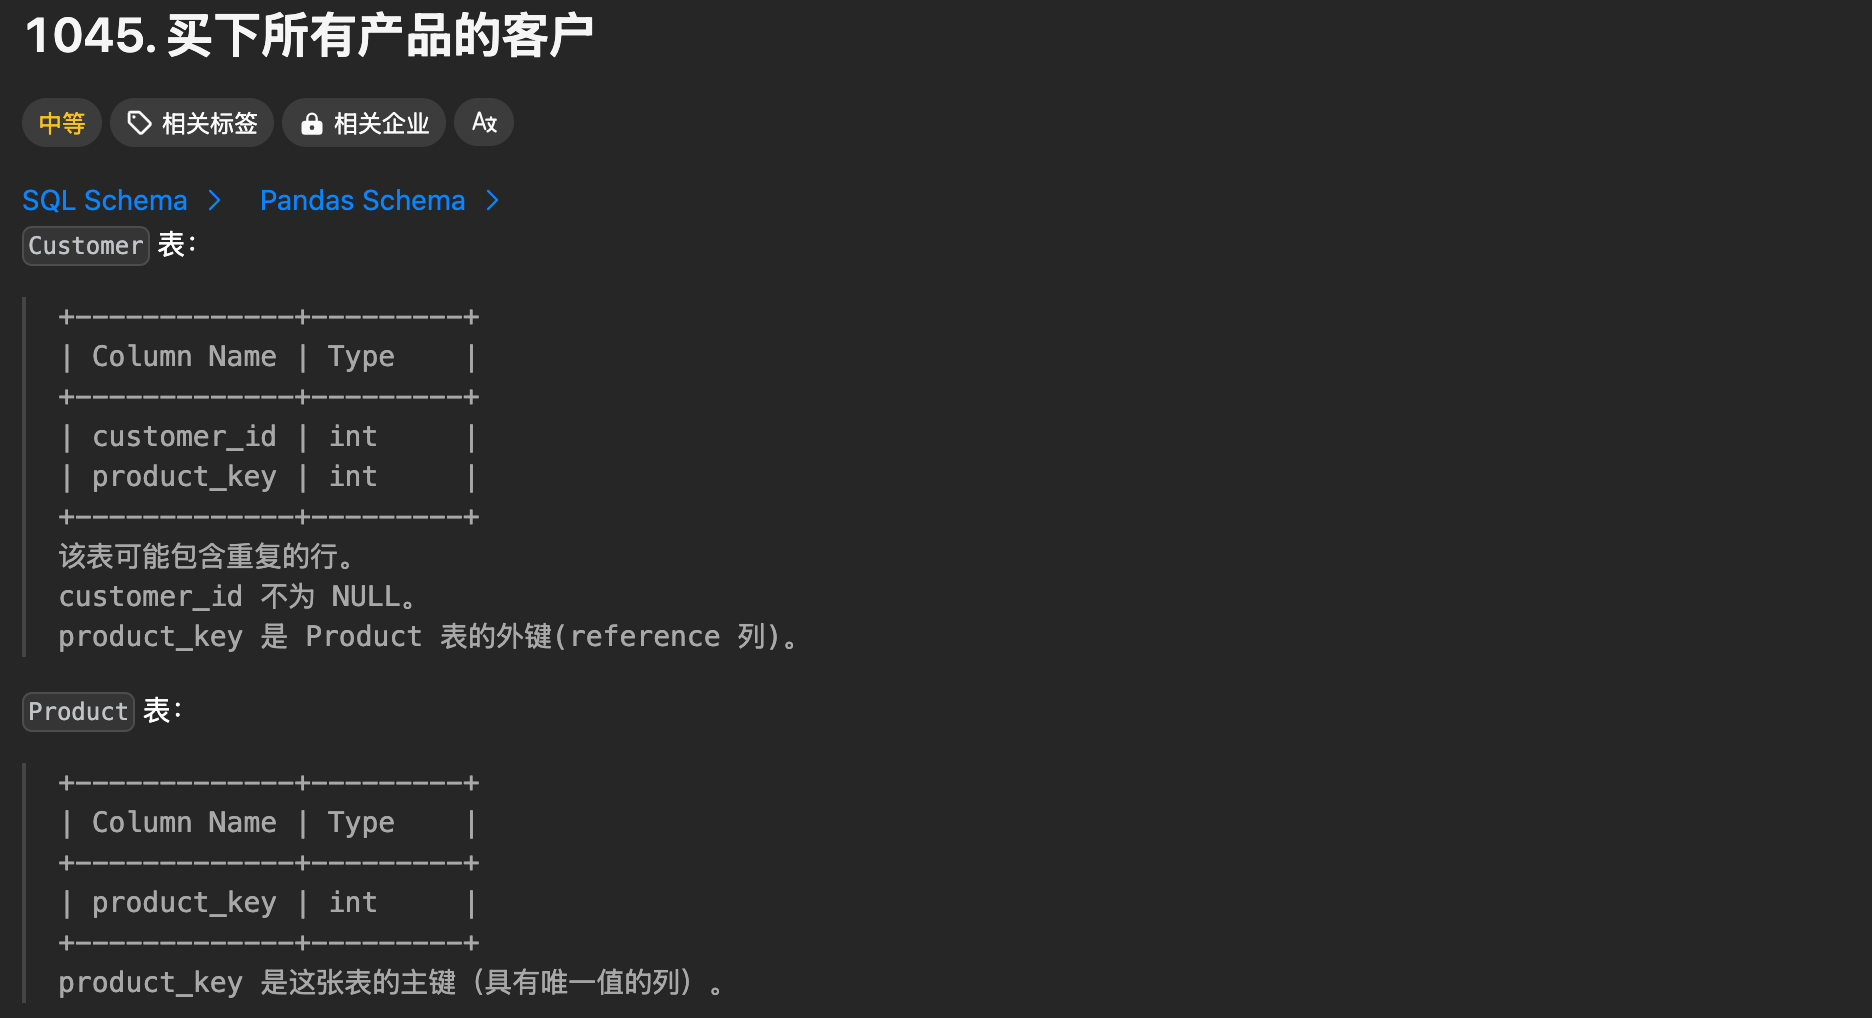 1045. 买下所有产品的客户
中等 相关标签 相关企业 A文
SQL Schema > Pandas Schema >
Customer 表：
+-------------+---------+
| Column Name | Type    |
+-------------+---------+
| customer_id | int     |
| product_key | int     |
+-------------+---------+
该表可能包含重复的行。
customer_id 不为 NULL。
product_key 是 Product 表的外键(reference 列)。
Product 表：
+-------------+---------+
| Column Name | Type    |
+-------------+---------+
| product_key | int     |
+-------------+---------+
product_key 是这张表的主键（具有唯一值的列）。